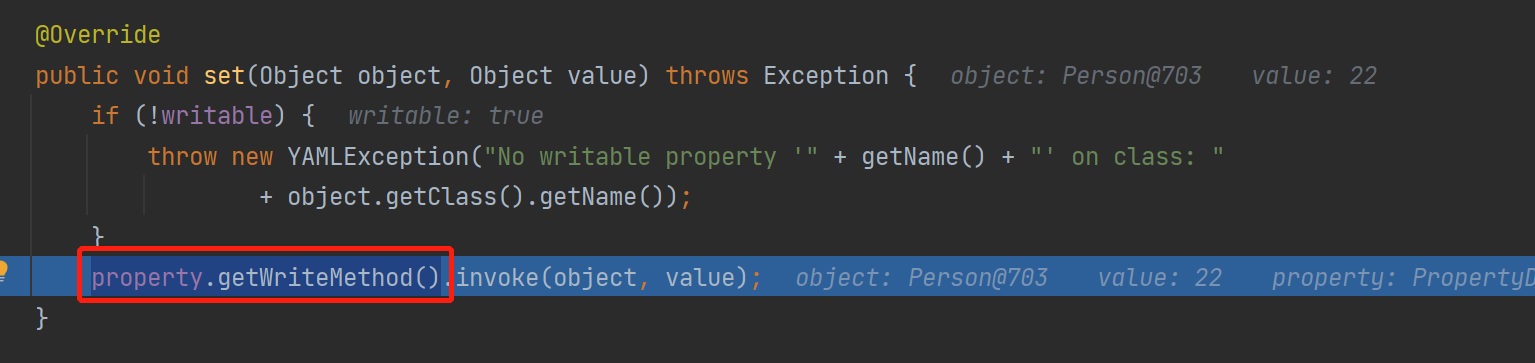 @Override
public void set(Object object, Object value) throws Exception { object: Person@703 value: 22
if (!writable) { writable: true
throw new YAMLException("No writable property '" + getName() + "' on class: "
+ object.getClass().getName());
}
property.getWriteMethod().invoke(object, value); object: Person@703 value: 22 property: PropertyD
}